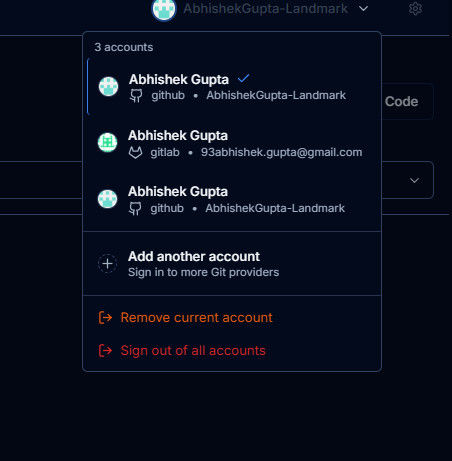 AbhishekGupta-Landmark
3 accounts
Abhishek Gupta
github • AbhishekGupta-Landmark
Code
Abhishek Gupta
gitlab • 93abhishek.gupta@gmail.com
Abhishek Gupta
github • AbhishekGupta-Landmark
Add another account
Sign in to more Git providers
Remove current account
Sign out of all accounts